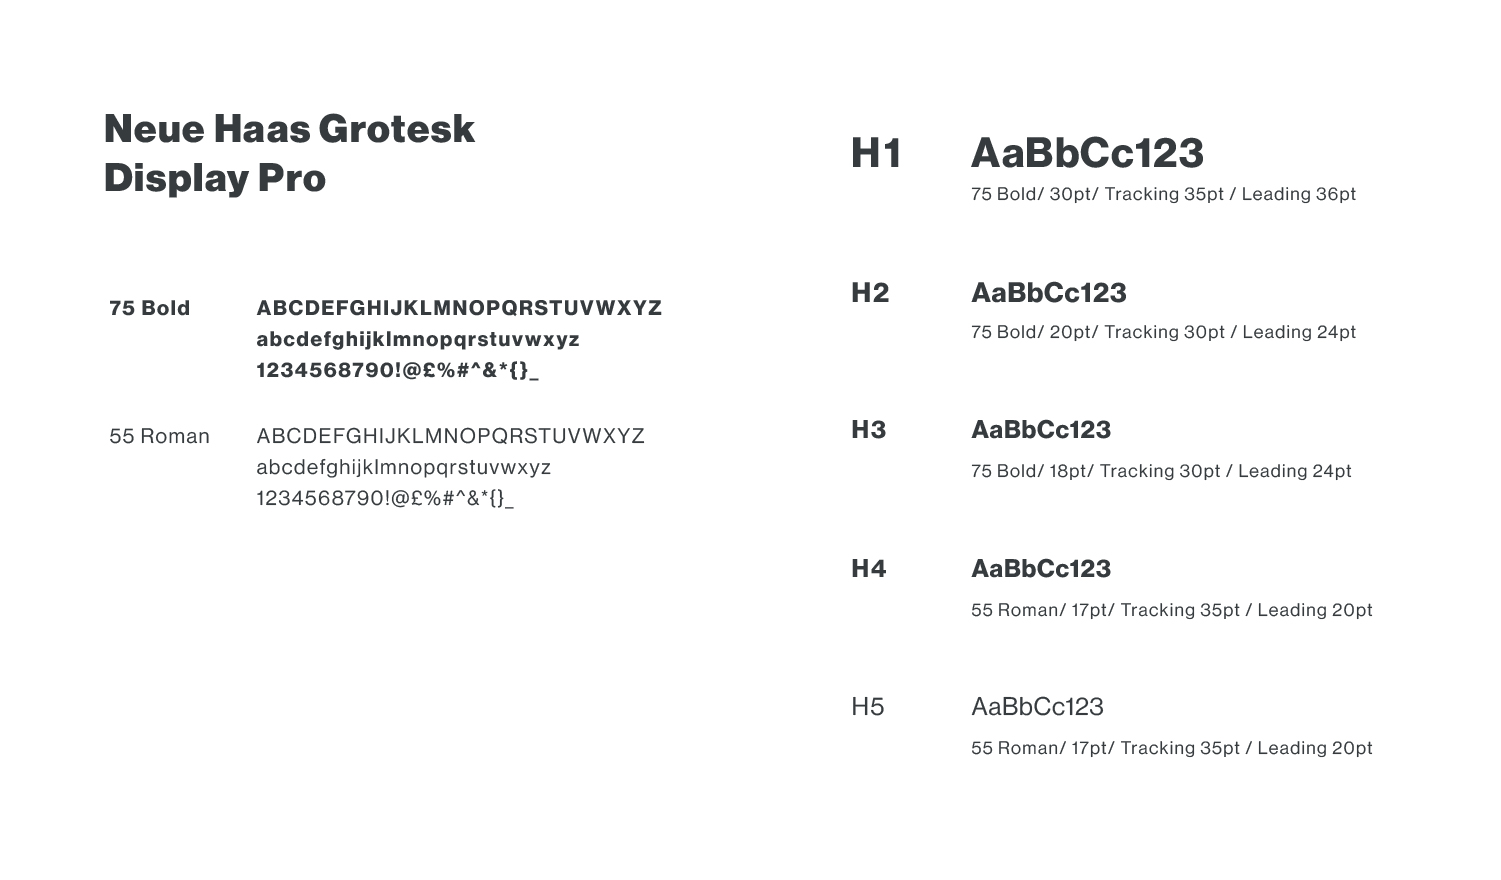 Neue Haas Grotesk
Display Pro
75 Bold
ABCDEFGHIJKLMNOPQRSTUVWXYZ
abcdefghijklmnopqrstuvwxyz
1234568790!@£%#^&*{}_
55 Roman
ABCDEFGHIJKLMNOPQRSTUVWXYZ
abcdefghijklmnopqrstuvwxyz
1234568790!@£%#^&*{}_
H1 AaBbCc123
75 Bold/ 30pt/ Tracking 35pt / Leading 36pt
H2 AaBbCc123
75 Bold/ 20pt/ Tracking 30pt / Leading 24pt
H3 AaBbCc123
75 Bold/ 18pt/ Tracking 30pt / Leading 24pt
H4 AaBbCc123
55 Roman/ 17pt/ Tracking 35pt / Leading 20pt
H5 AaBbCc123
55 Roman/ 17pt/ Tracking 35pt / Leading 20pt